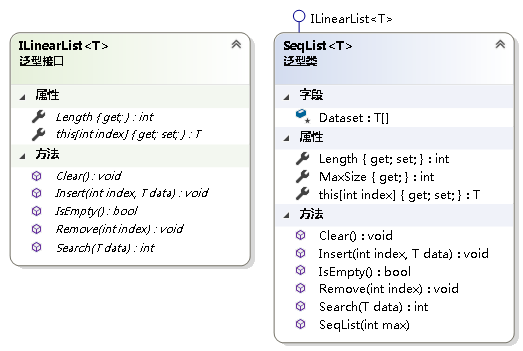 ILinearList<T>
泛型接口
属性
Length { get; } : int
this[int index] { get; set; } : T
方法
Clear() : void
Insert(int index, T data) : void
IsEmpty() : bool
Remove(int index) : void
Search(T data) : int
ILinearList<T>
SeqList<T>
泛型类
字段
Dataset : T[]
属性
Length { get; set; } : int
MaxSize { get; } : int
this[int index] { get; set; } : T
方法
Clear() : void
Insert(int index, T data) : void
IsEmpty() : bool
Remove(int index) : void
Search(T data) : int
SeqList(int max)